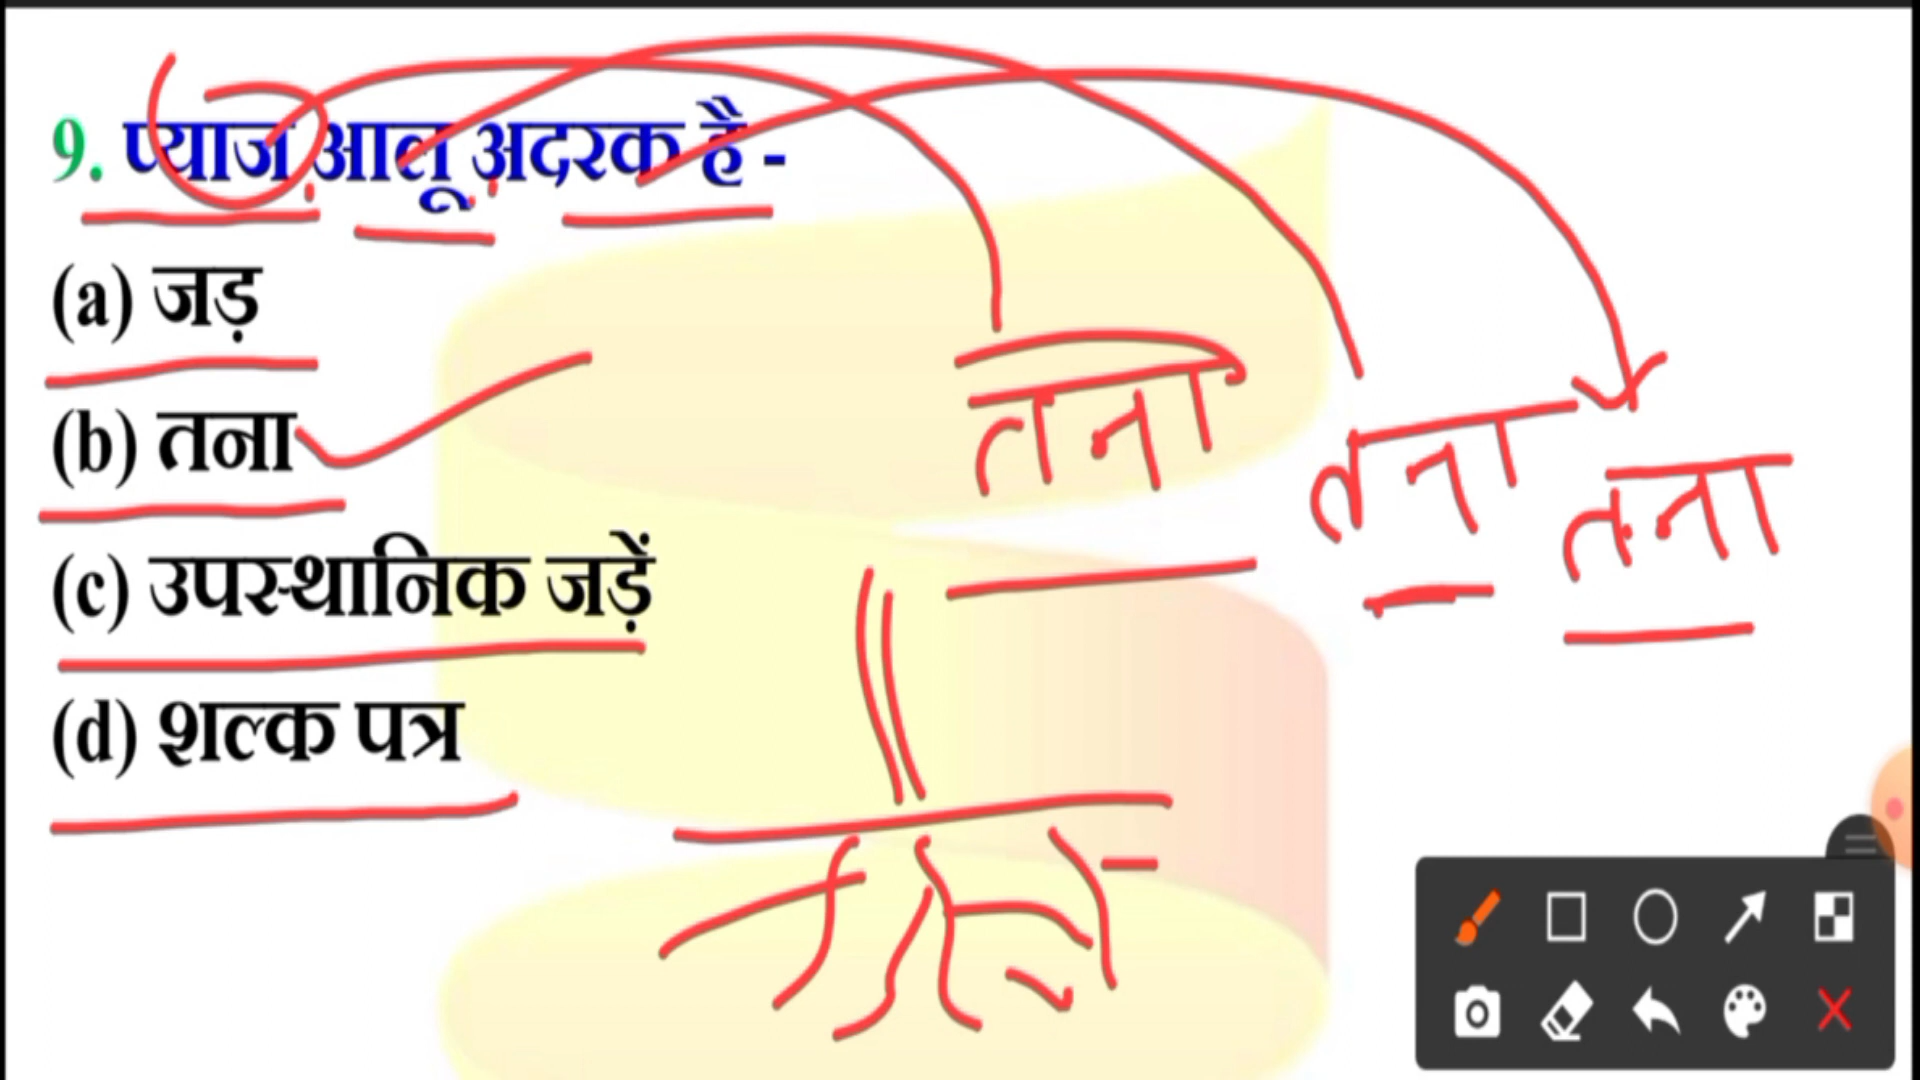 9. प्याज आलू अदरक है -
(a) जड़
(b) तना
(c) उपस्थानिक जड़ें
(d) शल्क पत्र
तना
तना
तना